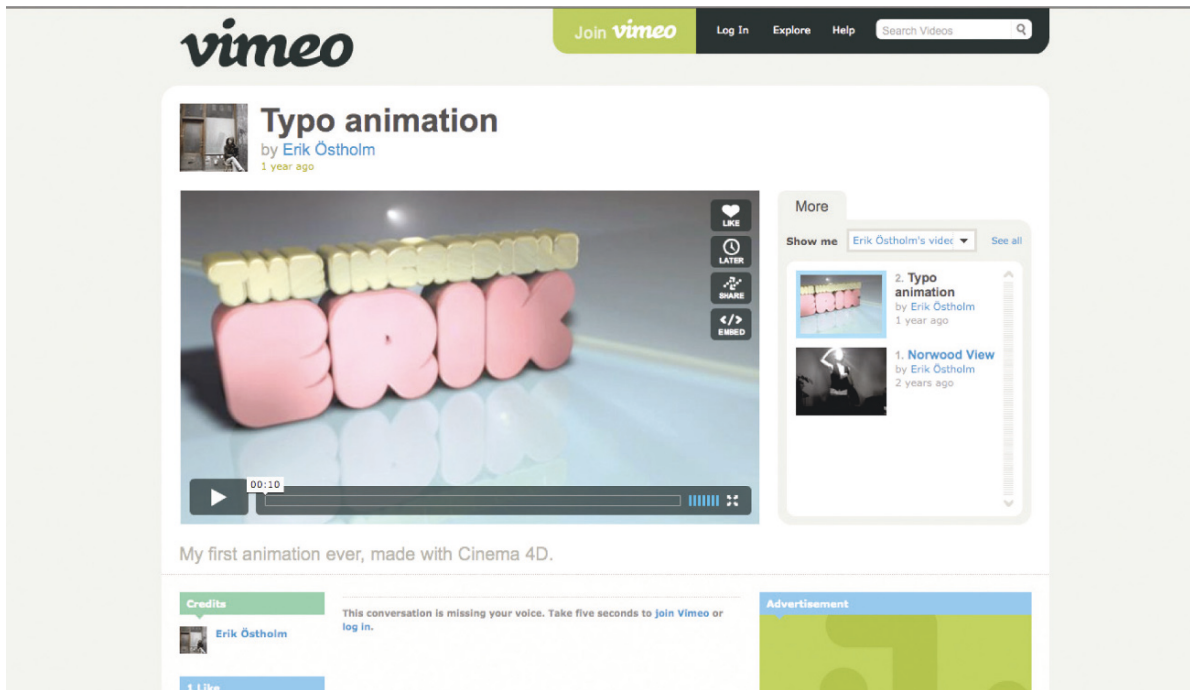 vimeo
Join vimeo
Log In
Explore
Help
Search Videos
Typo animation
by Erik Östholm
1 year ago
THE INCREDIBLE
ERIK
LIKE
LATER
SHARE
</>
EMBED
00:10
More
Show me
Erik Östholm's videc
See all
2. Typo
animation
by Erik Östholm
1 year ago
1. Norwood View
by Erik Östholm
2 years ago
My first animation ever, made with Cinema 4D.
Credits
Erik Östholm
1 Like
This conversation is missing your voice. Take five seconds to join Vimeo or
log in.
Advertisement